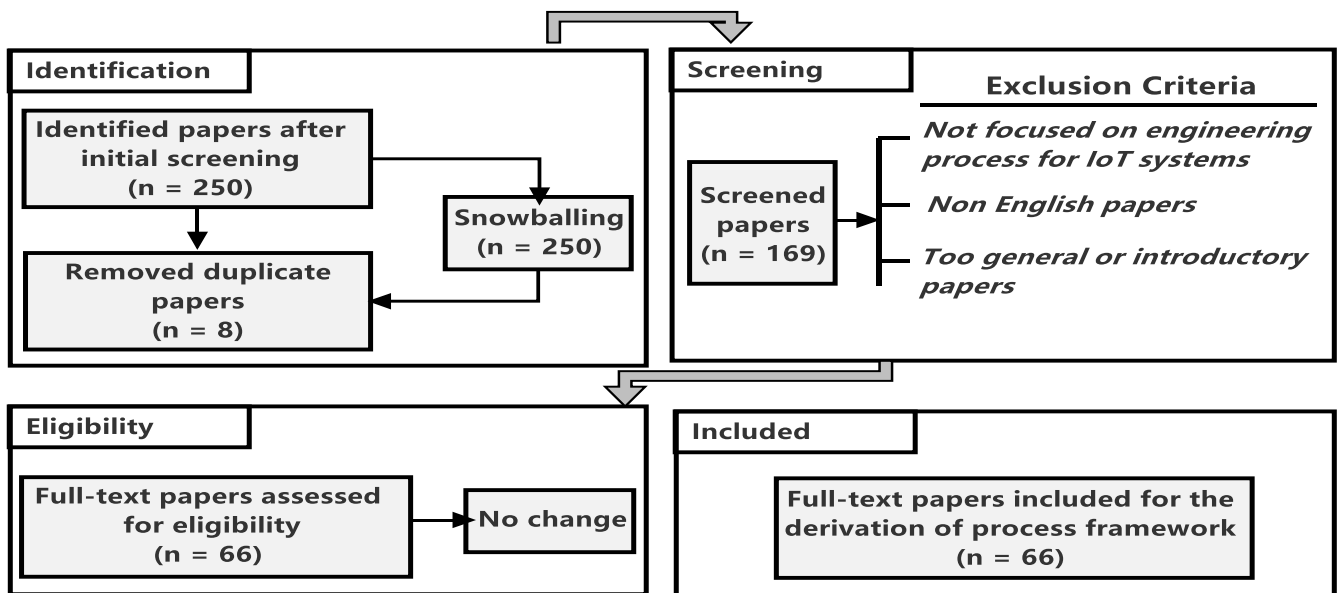 Identification
Identified papers after
initial screening
(n = 250)
Snowballing
(n = 250)
Removed duplicate
papers
(n = 8)
Screening
Exclusion Criteria
Screened
papers
(n = 169)
Not focused on engineering
process for IoT systems
Non English papers
Too general or introductory
papers
Eligibility
Full-text papers assessed
for eligibility
(n = 66)
No change
Included
Full-text papers included for the
derivation of process framework
(n = 66)